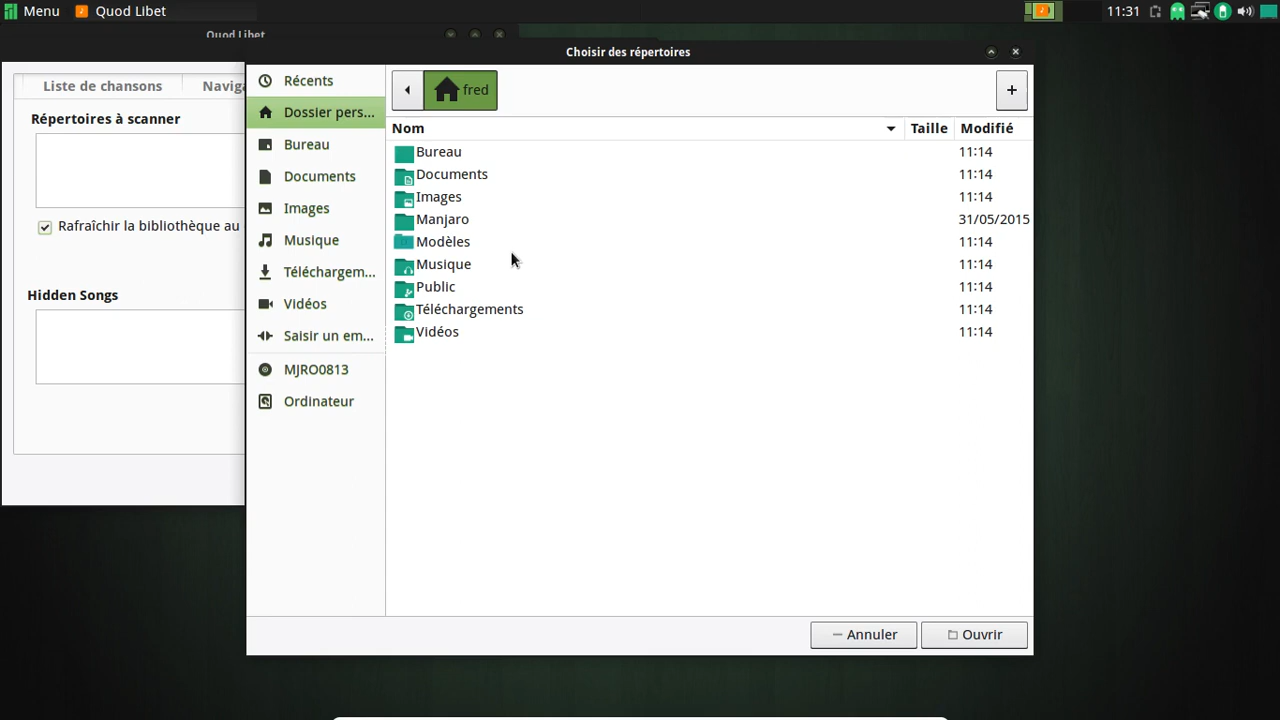 Menu Quod Libet 11:31
Quod Libet
Choisir des répertoires
Liste de chansons Naviga
Répertoires à scanner
Rafraîchir la bibliothèque au
Hidden Songs
Récents
Dossier pers...
Bureau
Documents
Images
Musique
Téléchargem...
Vidéos
Saisir un em...
MJRO0813
Ordinateur
fred
Nom Taille Modifié
Bureau 11:14
Documents 11:14
Images 11:14
Manjaro 31/05/2015
Modèles 11:14
Musique 11:14
Public 11:14
Téléchargements 11:14
Vidéos 11:14
Annuler Ouvrir